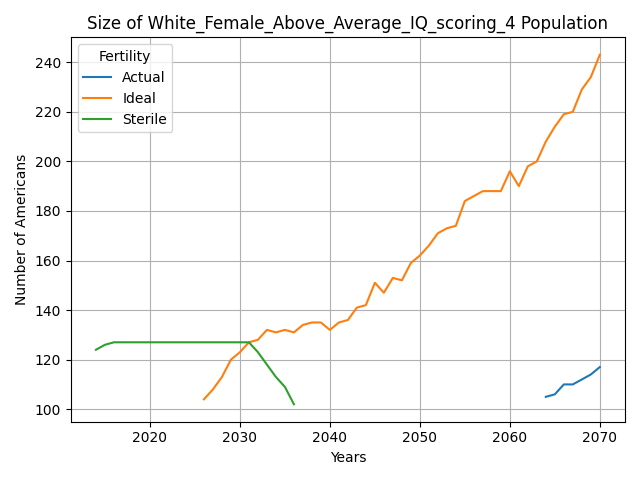 Size of White_Female_Above_Average_IQ_scoring_4 Population
Fertility
Actual
Ideal
Sterile
240
220
200
180
160
140
120
100
Number of Americans
2020
2030
2040
2050
2060
2070
Years